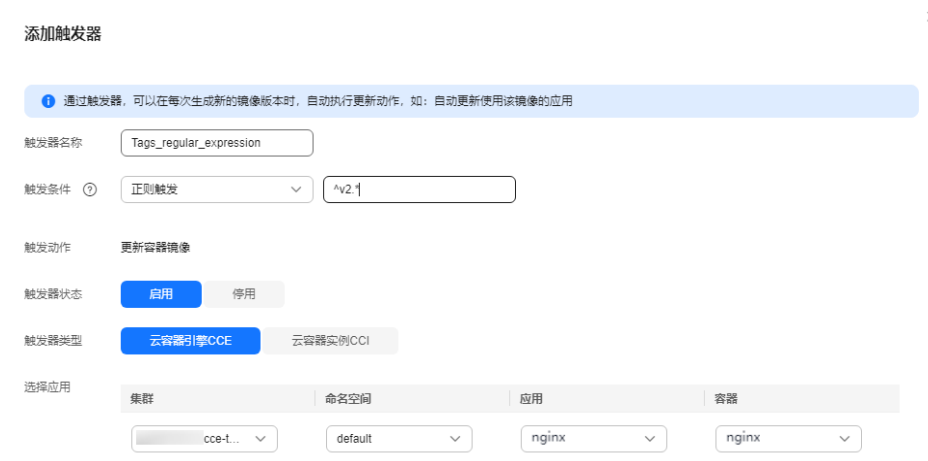 添加触发器
通过触发器，可以在每次生成新的镜像版本时，自动执行更新动作，如：自动更新使用该镜像的应用
触发器名称 Tags_regular_expression
触发条件 正则触发 ^v2.*
触发动作 更新容器镜像
触发器状态 启用 停用
触发器类型 云容器引擎CCE 云容器实例CCI
选择应用
集群 命名空间 应用 容器
cce-t... default nginx nginx